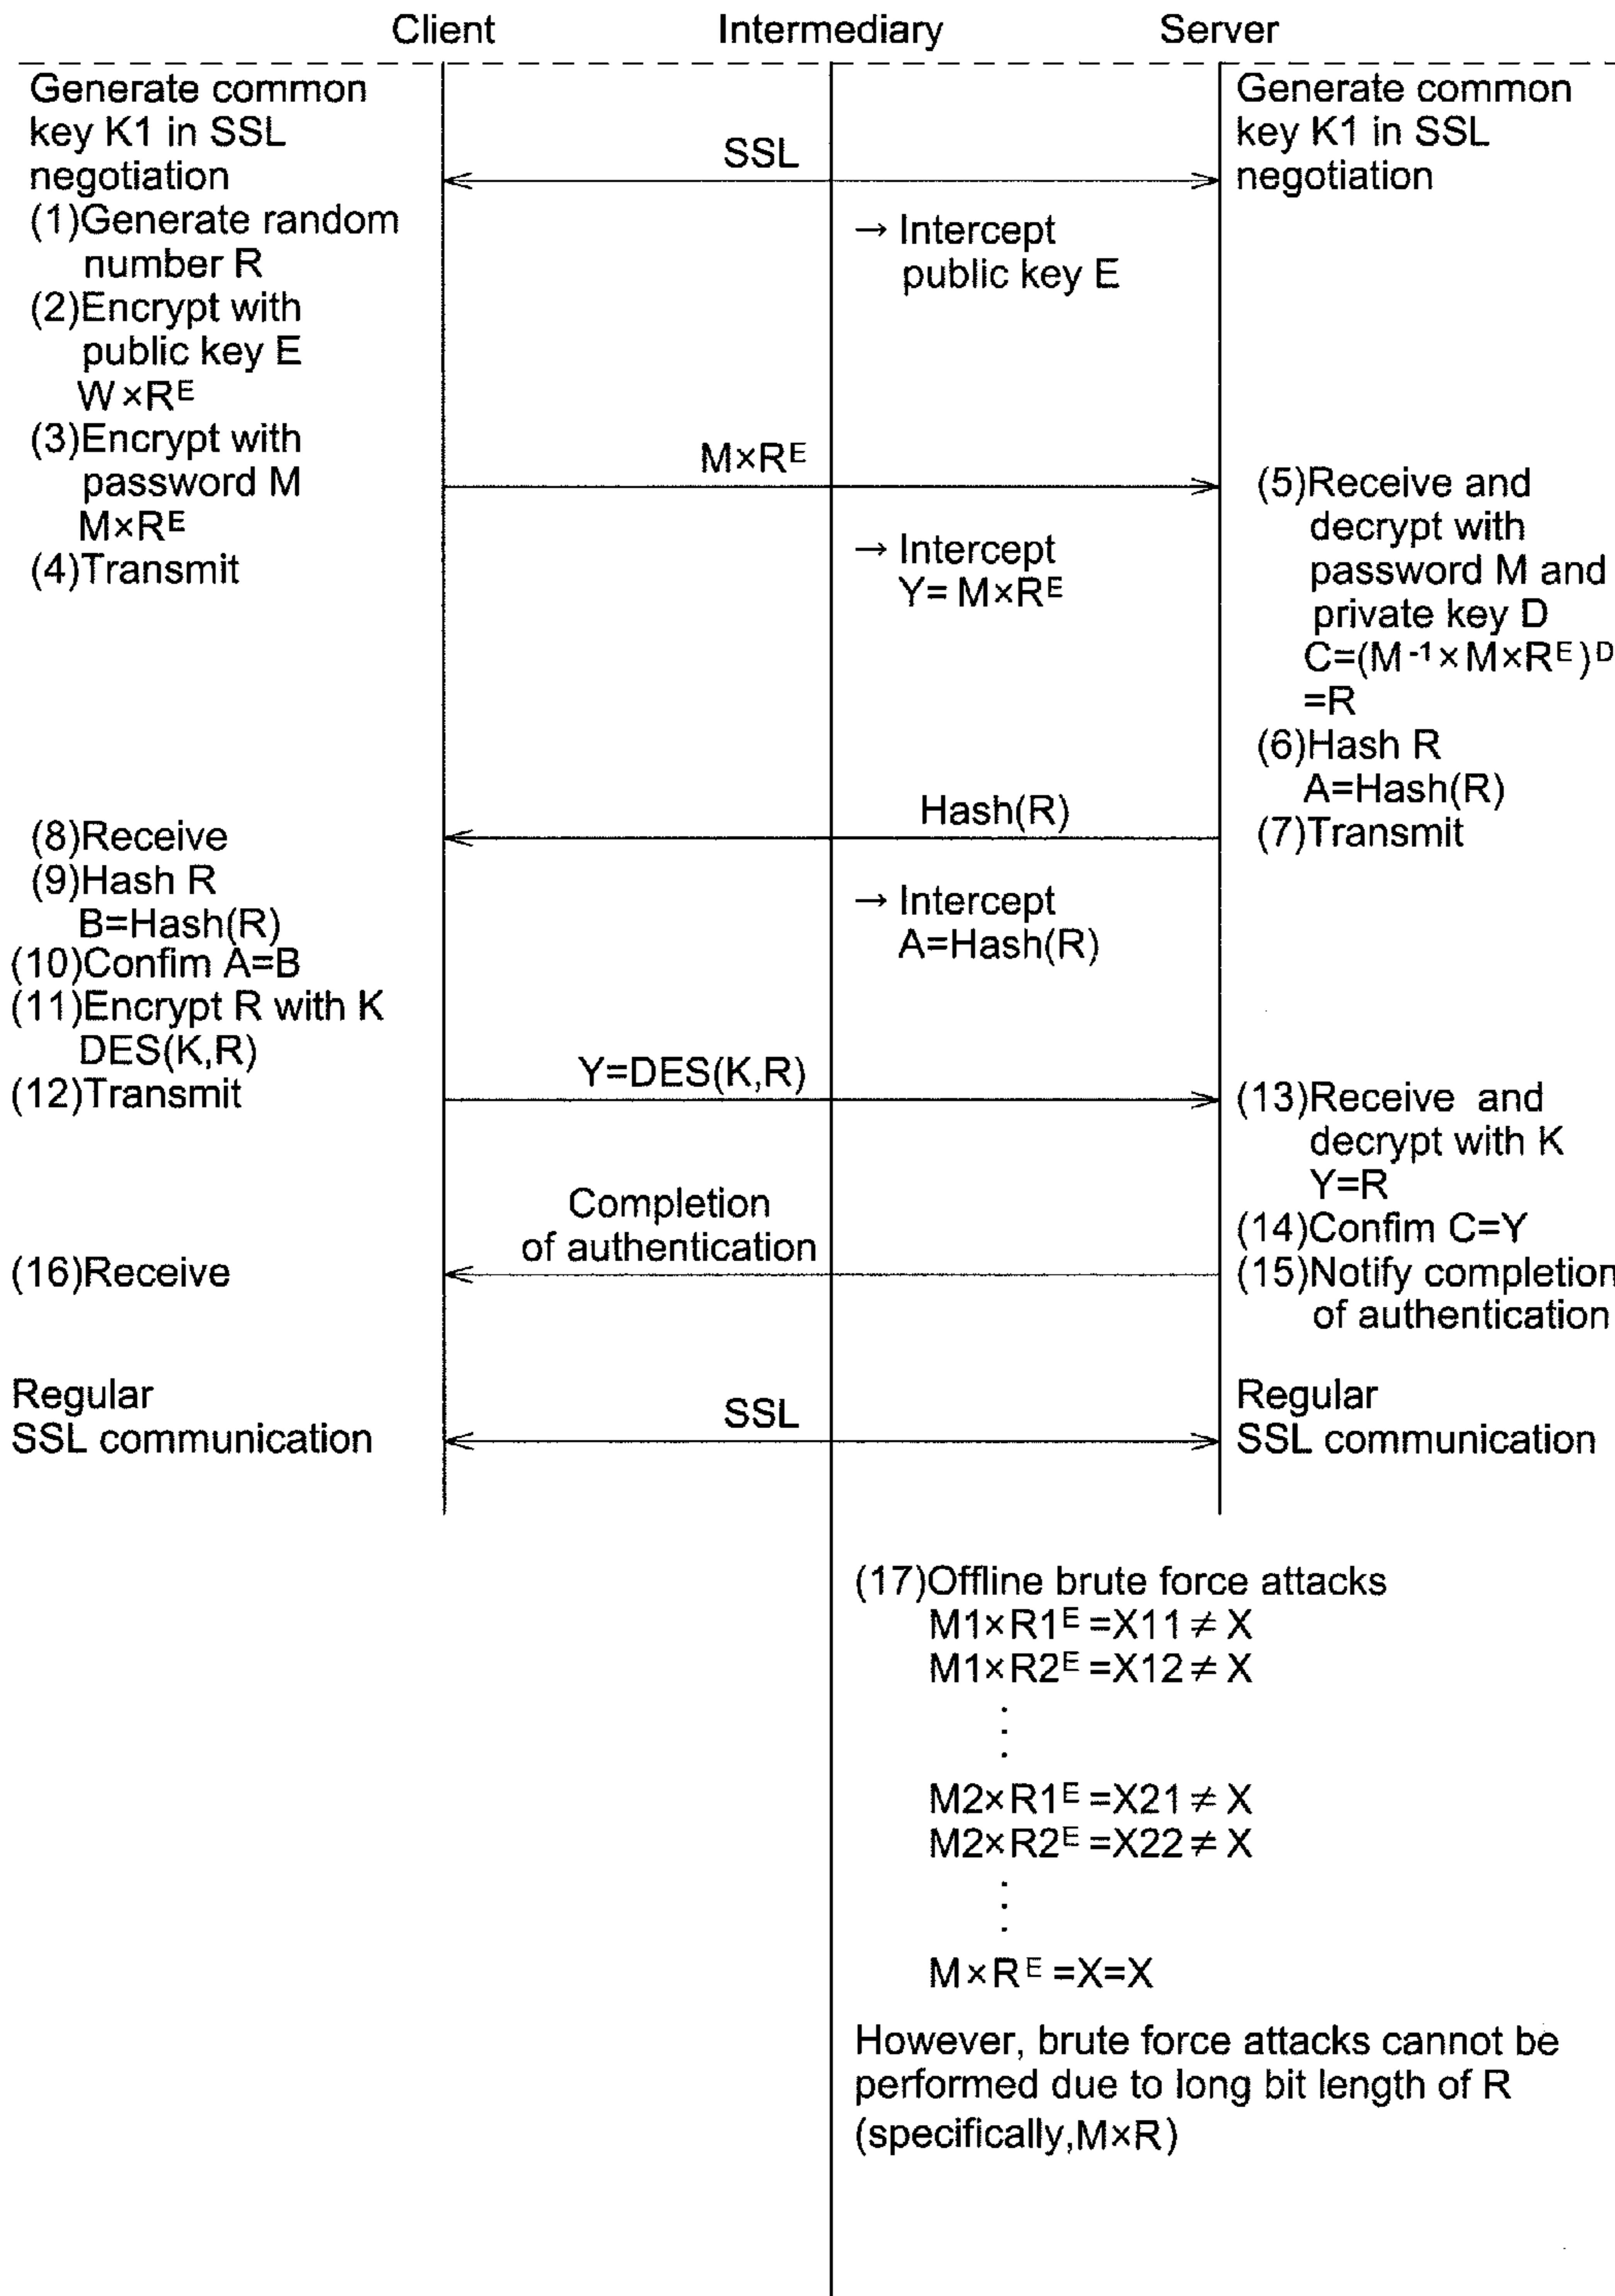 Client Intermediary Server
Generate common
key K1 in SSL
negotiation
SSL
Generate common
key K1 in SSL
negotiation
(1)Generate random
number R
→ Intercept
public key E
(2)Encrypt with
public key E
W×R^E
(3)Encrypt with
password M
M×R^E
(4)Transmit
M×R^E
→ Intercept
Y= M×R^E
(5)Receive and
decrypt with
password M and
private key D
C=(M^-1×M×R^E)^D
=R
(6)Hash R
A=Hash(R)
(7)Transmit
Hash(R)
(8)Receive
(9)Hash R
B=Hash(R)
→ Intercept
A=Hash(R)
(10)Confim A=B
(11)Encrypt R with K
DES(K,R)
(12)Transmit
Y=DES(K,R)
(13)Receive and
decrypt with K
Y=R
(14)Confim C=Y
(15)Notify completion
of authentication
Completion
of authentication
(16)Receive
Regular
SSL communication
SSL
Regular
SSL communication
(17)Offline brute force attacks
M1×R1^E=X11≠X
M1×R2^E=X12≠X
⋮
M2×R1^E=X21≠X
M2×R2^E=X22≠X
⋮
M×R^E=X=X
However, brute force attacks cannot be
performed due to long bit length of R
(specifically,M×R)